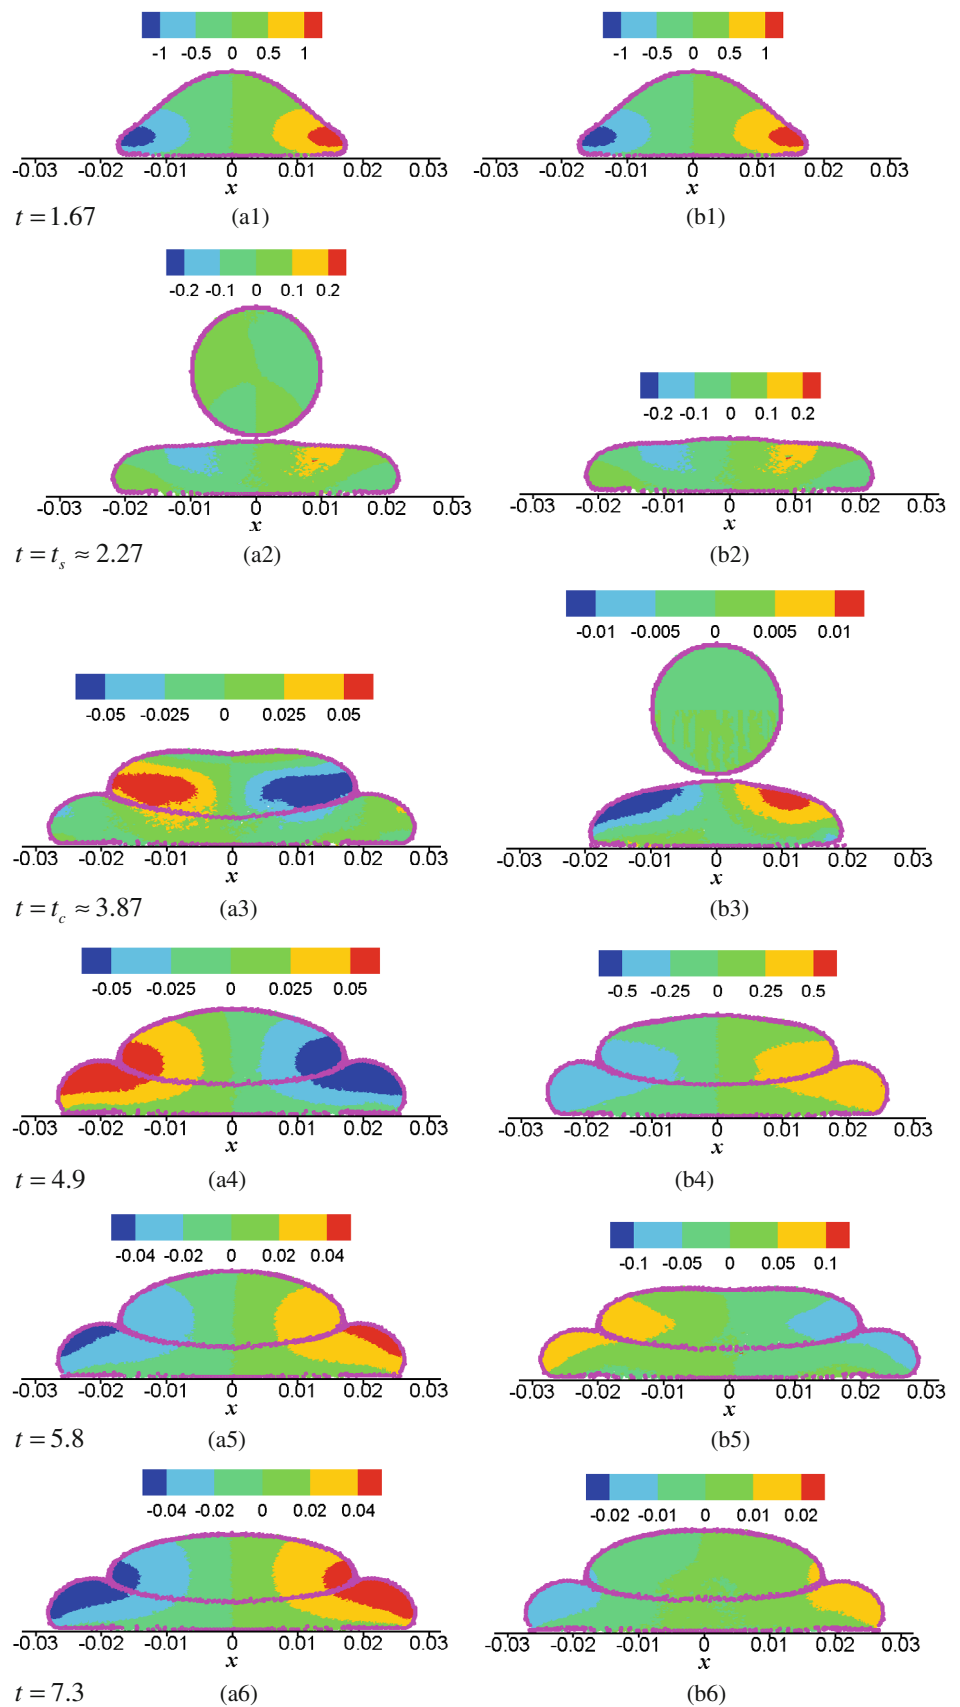 -1 -0.5 0 0.5 1
-1 -0.5 0 0.5 1
-0.03 -0.02 -0.01 0 0.01 0.02 0.03
-0.03 -0.02 -0.01 0 0.01 0.02 0.03
x
x
t = 1.67
(a1)
(b1)
-0.2 -0.1 0 0.1 0.2
-0.2 -0.1 0 0.1 0.2
-0.03 -0.02 -0.01 0 0.01 0.02 0.03
-0.03 -0.02 -0.01 0 0.01 0.02 0.03
x
x
t = t_s ≈ 2.27
(a2)
(b2)
-0.01 -0.005 0 0.005 0.01
-0.05 -0.025 0 0.025 0.05
-0.03 -0.02 -0.01 0 0.01 0.02 0.03
-0.03 -0.02 -0.01 0 0.01 0.02 0.03
x
x
t = t_c ≈ 3.87
(a3)
(b3)
-0.05 -0.025 0 0.025 0.05
-0.5 -0.25 0 0.25 0.5
-0.03 -0.02 -0.01 0 0.01 0.02 0.03
-0.03 -0.02 -0.01 0 0.01 0.02 0.03
x
x
t = 4.9
(a4)
(b4)
-0.04 -0.02 0 0.02 0.04
-0.1 -0.05 0 0.05 0.1
-0.03 -0.02 -0.01 0 0.01 0.02 0.03
-0.03 -0.02 -0.01 0 0.01 0.02 0.03
x
x
t = 5.8
(a5)
(b5)
-0.04 -0.02 0 0.02 0.04
-0.02 -0.01 0 0.01 0.02
-0.03 -0.02 -0.01 0 0.01 0.02 0.03
-0.03 -0.02 -0.01 0 0.01 0.02 0.03
x
x
t = 7.3
(a6)
(b6)